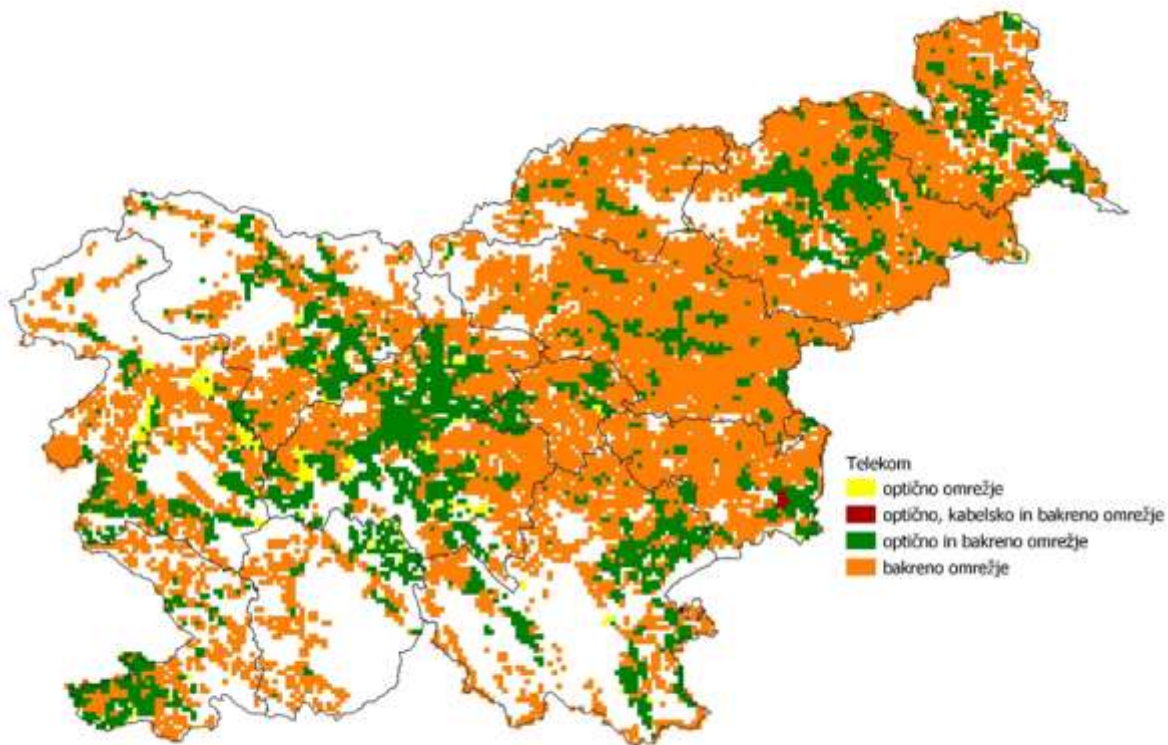 Telekom
optično omrežje
optično, kabelsko in bakreno omrežje
optično in bakreno omrežje
bakreno omrežje